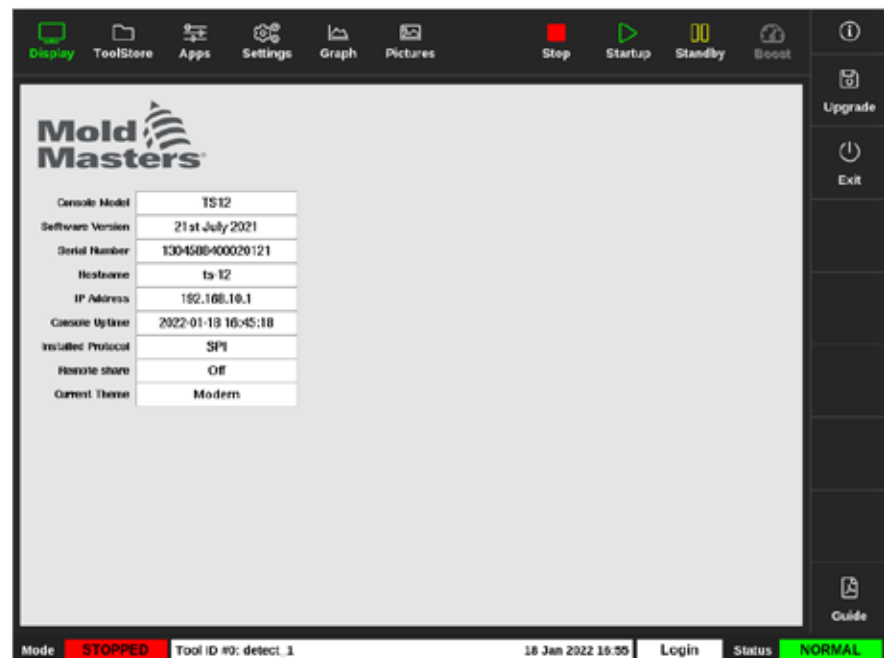 Display ToolStore Apps Settings Graph Pictures Stop Startup Standby Boost
Upgrade
Exit
Mold
Masters
Console Model TS12
Software Version 21st July 2021
Serial Number 1304588400020121
Hostname ts-12
IP Address 192.168.10.1
Console Uptime 2022-01-18 16:45:18
Installed Protocol SPI
Remote share Off
Current Theme Modern
Guide
Mode STOPPED Tool ID #0: detect_1 18 Jan 2022 16:55 Login Status NORMAL